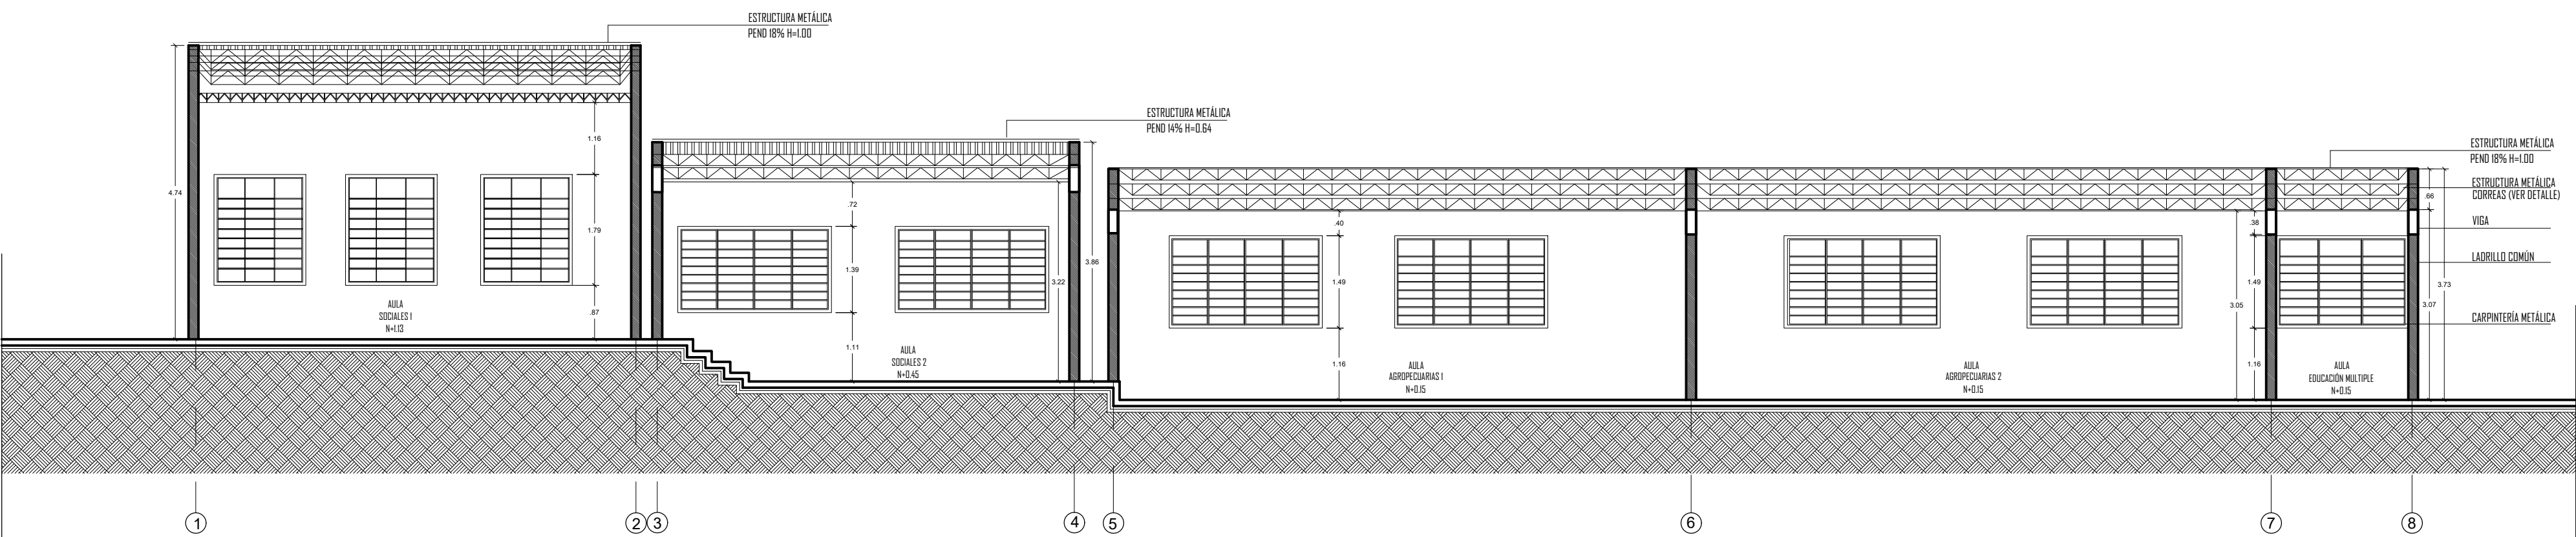 ESTRUCTURA METÁLICA
PEND 18% H=1.00
4.74
1.16
1.79
.87
AULA
SOCIALES 1
N+1.13
ESTRUCTURA METÁLICA
PEND 14% H=0.64
.72
1.39
1.11
3.22
3.86
AULA
SOCIALES 2
N+0.45
.40
1.49
1.16
AULA
AGROPECUARIAS 1
N+0.15
AULA
AGROPECUARIAS 2
N+0.15
3.05
.38
1.49
1.16
AULA
EDUCACIÓN MULTIPLE
N+0.15
.66
3.07
3.73
ESTRUCTURA METÁLICA
PEND 18% H=1.00
ESTRUCTURA METÁLICA
CORREAS (VER DETALLE)
VIGA
LADRILLO COMÚN
CARPINTERÍA METÁLICA
1
2
3
4
5
6
7
8